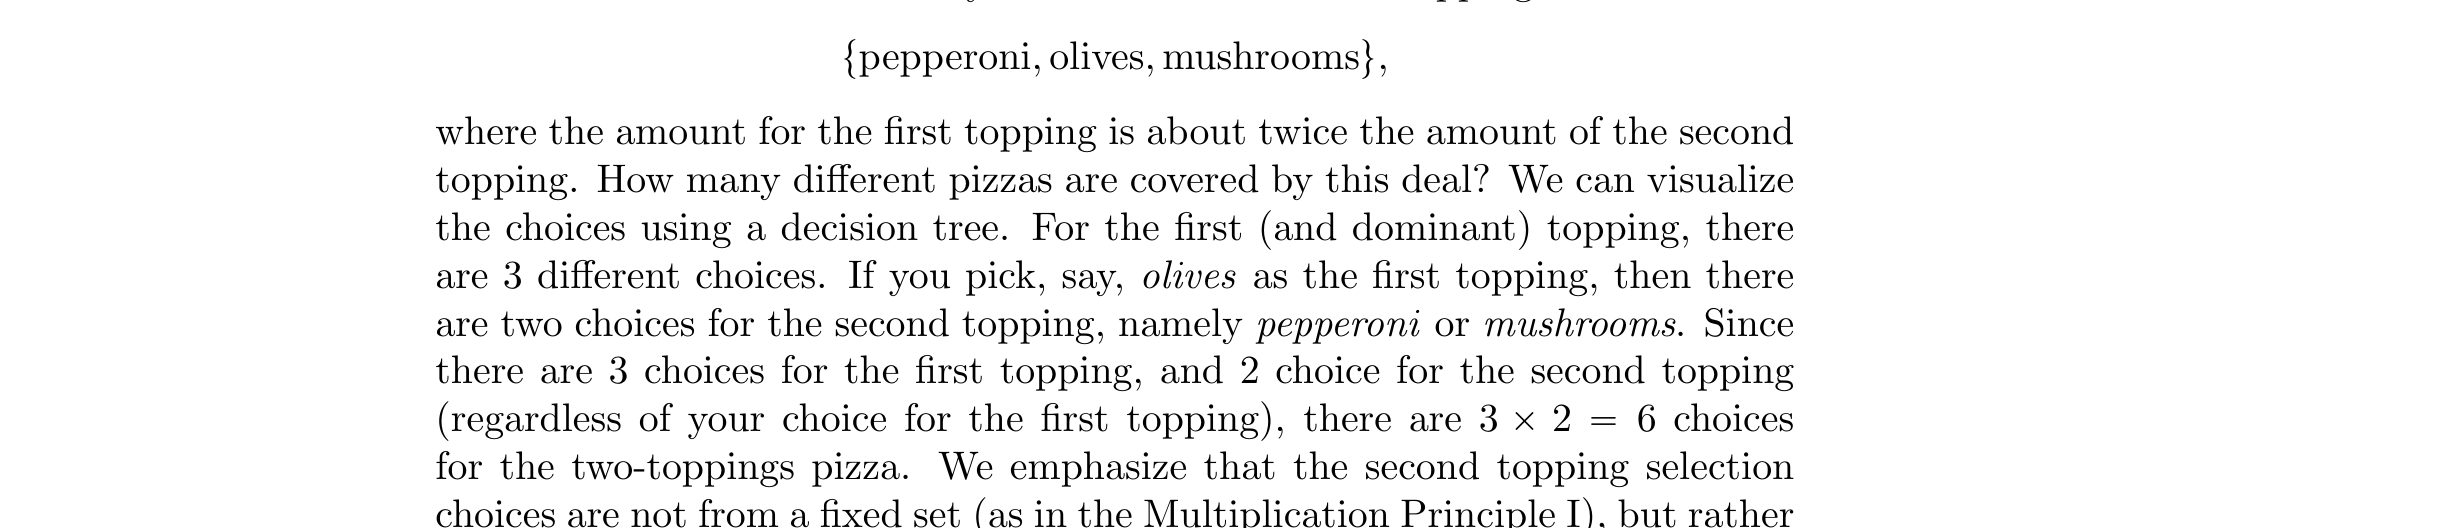 {pepperoni, olives, mushrooms},
where the amount for the first topping is about twice the amount of the second
topping. How many different pizzas are covered by this deal? We can visualize
the choices using a decision tree. For the first (and dominant) topping, there
are 3 different choices. If you pick, say, olives as the first topping, then there
are two choices for the second topping, namely pepperoni or mushrooms. Since
there are 3 choices for the first topping, and 2 choice for the second topping
(regardless of your choice for the first topping), there are 3 × 2 = 6 choices
for the two-toppings pizza. We emphasize that the second topping selection
choices are not from a fixed set (as in the Multiplication Principle I), but rather